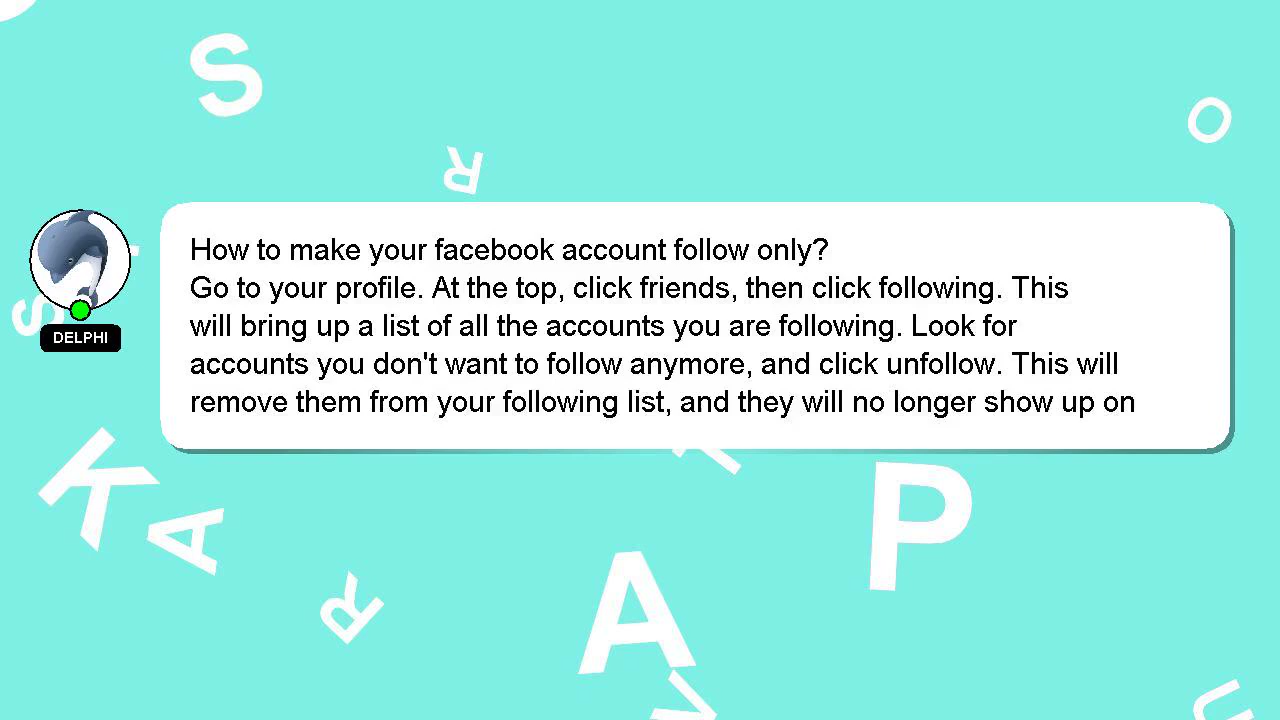 S
R
O
How to make your facebook account follow only?
Go to your profile. At the top, click friends, then click following. This
will bring up a list of all the accounts you are following. Look for
accounts you don't want to follow anymore, and click unfollow. This will
remove them from your following list, and they will no longer show up on
S
DELPHI
K
A
P
R
A
U